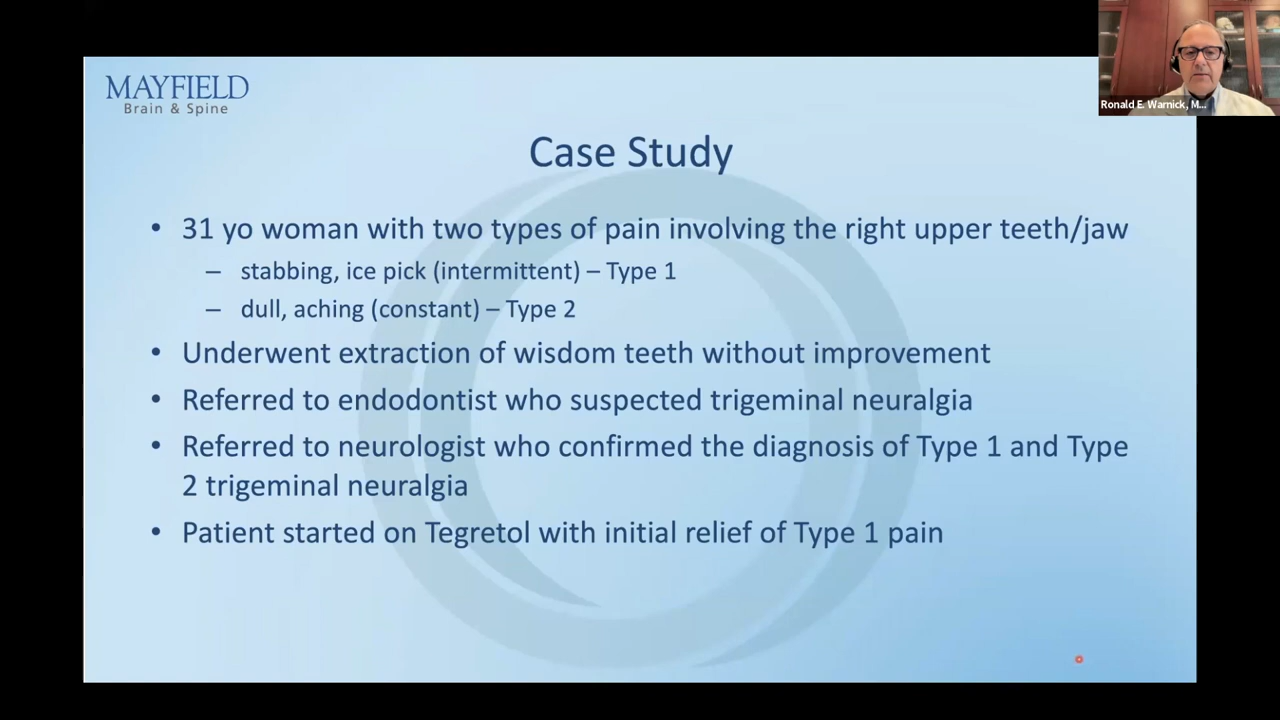 MAYFIELD
Brain & Spine
Ronald E. Warnick, M...
Case Study
• 31 yo woman with two types of pain involving the right upper teeth/jaw
– stabbing, ice pick (intermittent) – Type 1
– dull, aching (constant) – Type 2
• Underwent extraction of wisdom teeth without improvement
• Referred to endodontist who suspected trigeminal neuralgia
• Referred to neurologist who confirmed the diagnosis of Type 1 and Type
2 trigeminal neuralgia
• Patient started on Tegretol with initial relief of Type 1 pain